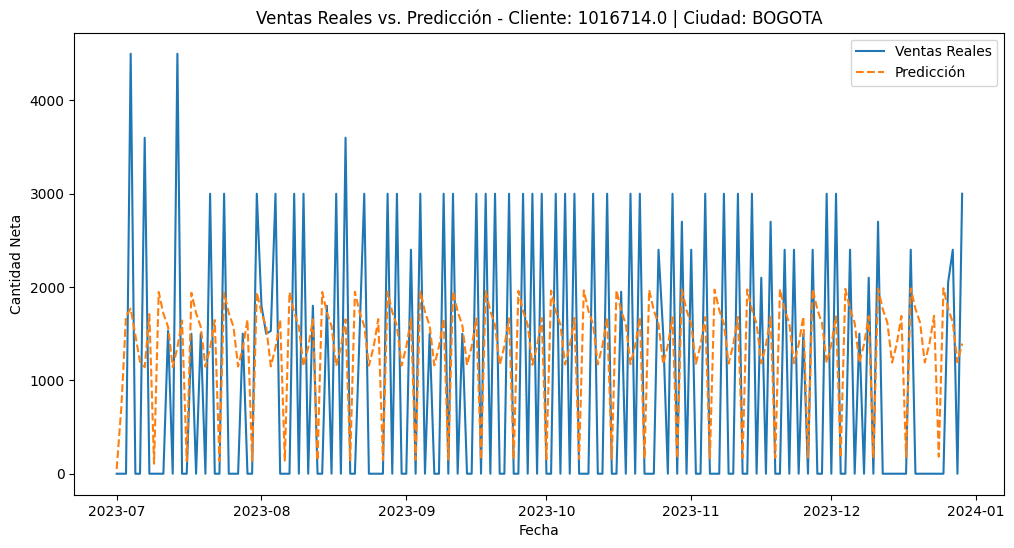 Ventas Reales vs. Predicción - Cliente: 1016714.0 | Ciudad: BOGOTA
Ventas Reales
Predicción
4000
3000
2000
1000
0
Cantidad Neta
2023-07
2023-08
2023-09
2023-10
2023-11
2023-12
2024-01
Fecha